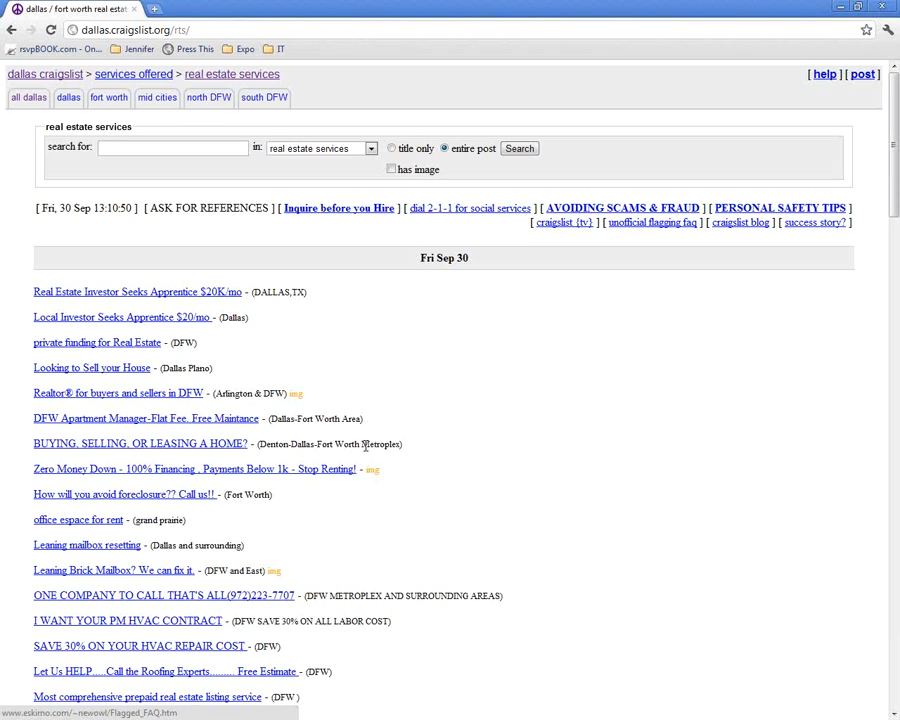 dallas / fort worth real estat
dallas.craigslist.org/rts/
rsvpBOOK.com - On... Jennifer Press This Expo IT
dallas craigslist > services offered > real estate services [ help ] [ post ]
all dallas dallas fort worth mid cities north DFW south DFW
real estate services
search for: in: real estate services title only entire post Search
has image
[ Fri, 30 Sep 13:10:50 ] [ ASK FOR REFERENCES ] [ Inquire before you Hire ] [ dial 2-1-1 for social services ] [ AVOIDING SCAMS & FRAUD ] [ PERSONAL SAFETY TIPS ]
[ craigslist {tv} ] [ unofficial flagging faq ] [ craigslist blog ] [ success story? ]
Fri Sep 30
Real Estate Investor Seeks Apprentice $20K/mo - (DALLAS,TX)
Local Investor Seeks Apprentice $20/mo - (Dallas)
private funding for Real Estate - (DFW)
Looking to Sell your House - (Dallas Plano)
Realtor® for buyers and sellers in DFW - (Arlington & DFW) img
DFW Apartment Manager-Flat Fee. Free Maintance - (Dallas-Fort Worth Area)
BUYING, SELLING, OR LEASING A HOME? - (Denton-Dallas-Fort Worth Metroplex)
Zero Money Down - 100% Financing , Payments Below 1k - Stop Renting! - img
How will you avoid foreclosure?? Call us!! - (Fort Worth)
office espace for rent - (grand prairie)
Leaning mailbox resetting - (Dallas and surrounding)
Leaning Brick Mailbox? We can fix it. - (DFW and East) img
ONE COMPANY TO CALL THAT'S ALL(972)223-7707 - (DFW METROPLEX AND SURROUNDING AREAS)
I WANT YOUR PM HVAC CONTRACT - (DFW SAVE 30% ON ALL LABOR COST)
SAVE 30% ON YOUR HVAC REPAIR COST - (DFW)
Let Us HELP.....Call the Roofing Experts......... Free Estimate - (DFW)
Most comprehensive prepaid real estate listing service - (DFW )
www.eskimo.com/~newowl/Flagged_FAQ.htm